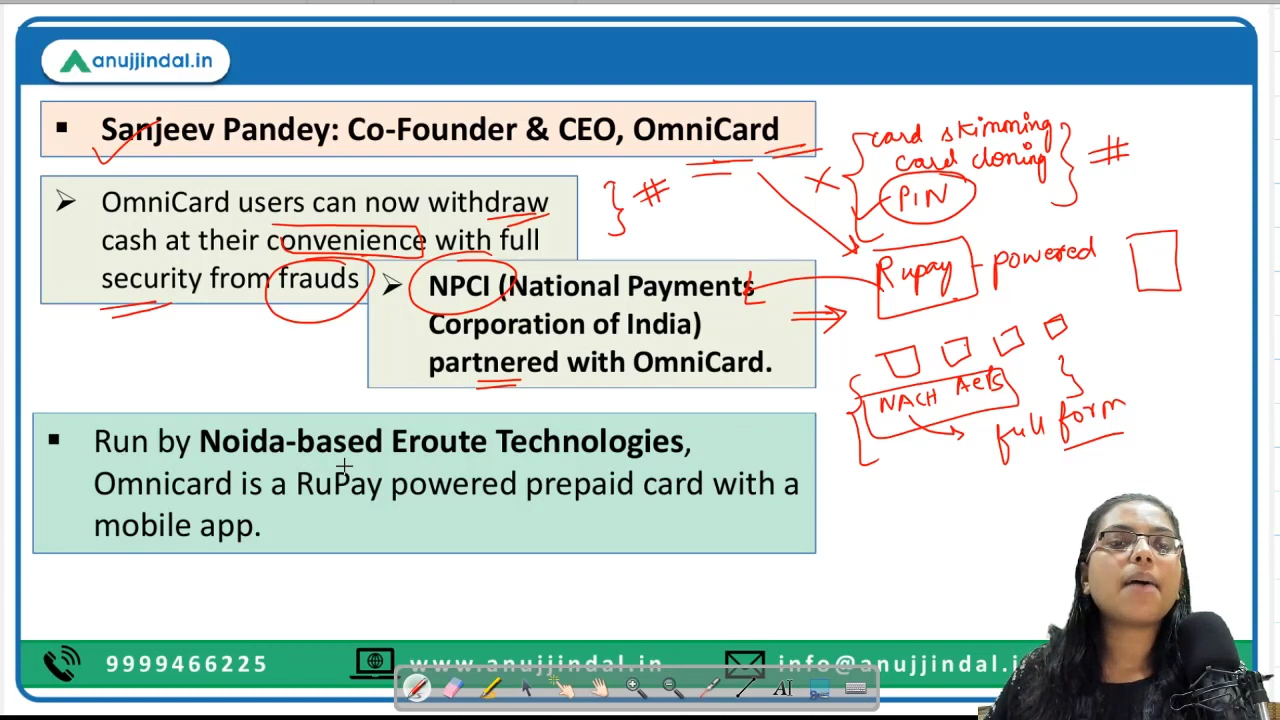 anujjindal.in
▪ Sanjeev Pandey: Co-Founder & CEO, OmniCard
➢ OmniCard users can now withdraw
cash at their convenience with full
security from frauds
➢ NPCI (National Payments
Corporation of India)
partnered with OmniCard.
▪ Run by Noida-based Eroute Technologies,
Omnicard is a RuPay powered prepaid card with a
mobile app.
#
card skimming
card cloning
#
PIN
Rupay - powered
NACH AePS
full form
9999466225
www.anujjindal.in
info@anujjindal.i
AI